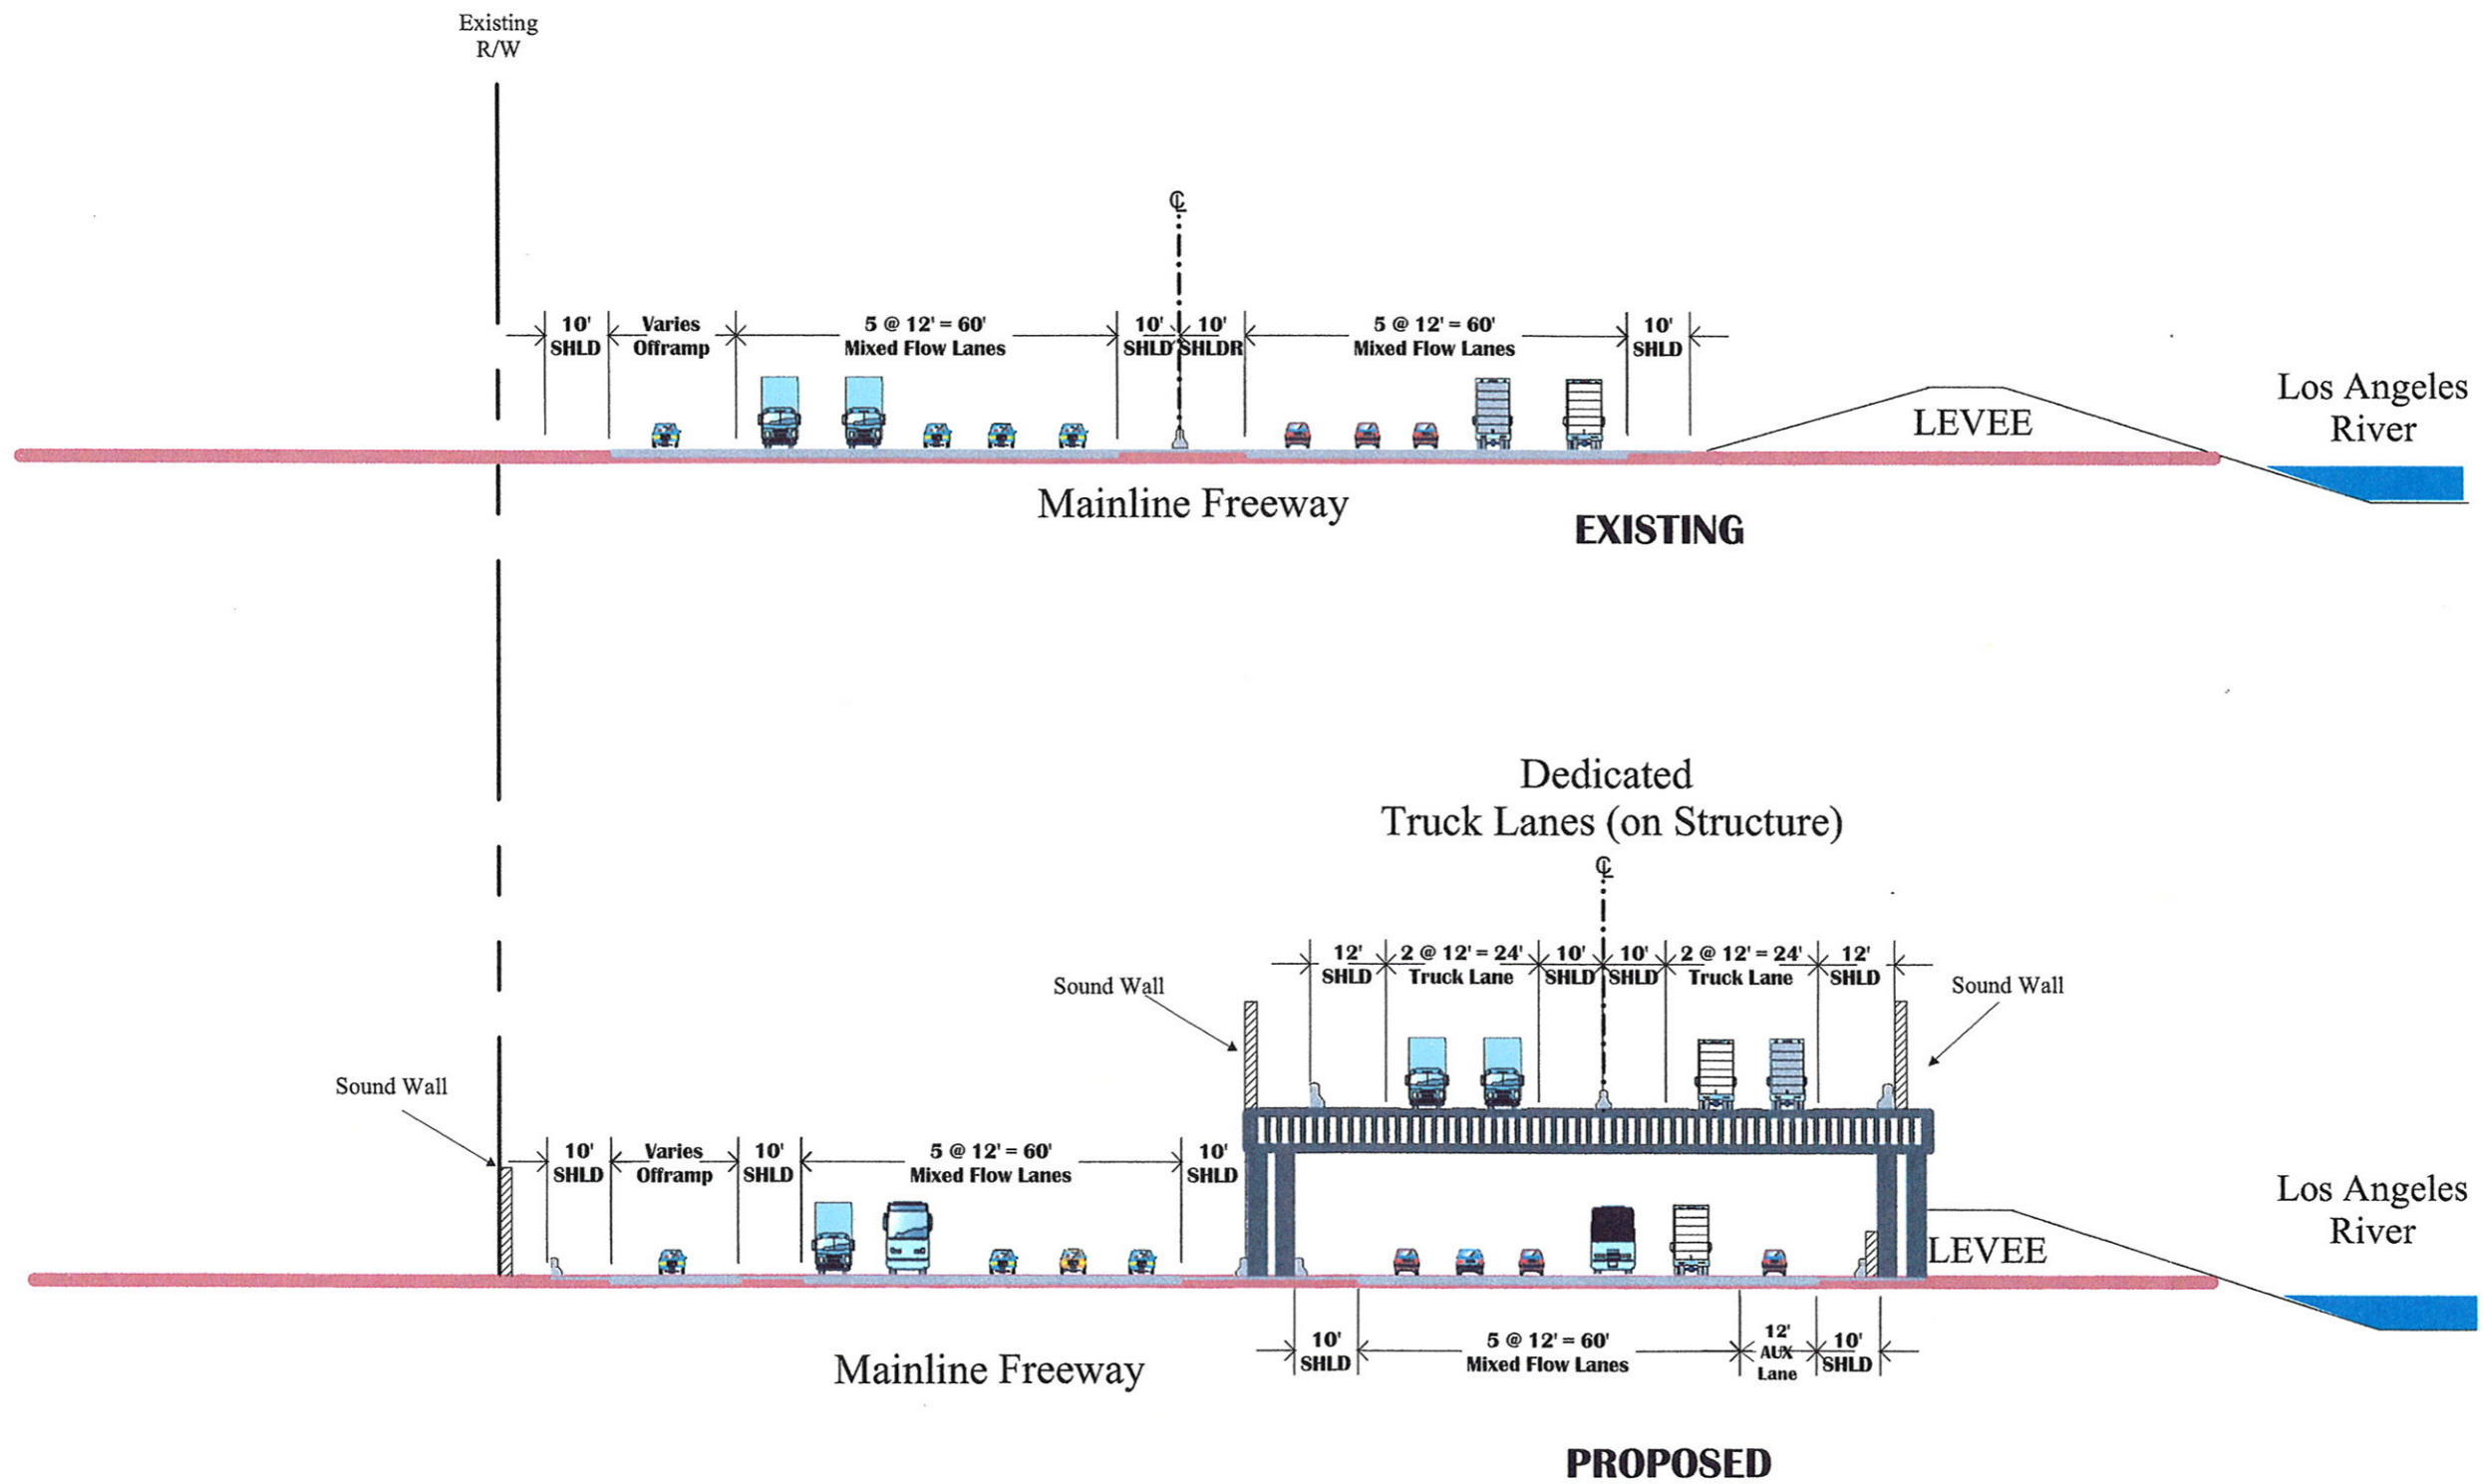 Existing
R/W
℄
10'
SHLD
Varies
Offramp
5 @ 12' = 60'
Mixed Flow Lanes
10'
SHLD
10'
SHLDR
5 @ 12' = 60'
Mixed Flow Lanes
10'
SHLD
LEVEE
Los Angeles
River
Mainline Freeway
EXISTING
Dedicated
Truck Lanes (on Structure)
℄
12'
SHLD
2 @ 12' = 24'
Truck Lane
10'
SHLD
10'
SHLD
2 @ 12' = 24'
Truck Lane
12'
SHLD
Sound Wall
Sound Wall
Sound Wall
10'
SHLD
Varies
Offramp
10'
SHLD
5 @ 12' = 60'
Mixed Flow Lanes
10'
SHLD
LEVEE
Los Angeles
River
10'
SHLD
5 @ 12' = 60'
Mixed Flow Lanes
12'
AUX
Lane
10'
SHLD
Mainline Freeway
PROPOSED